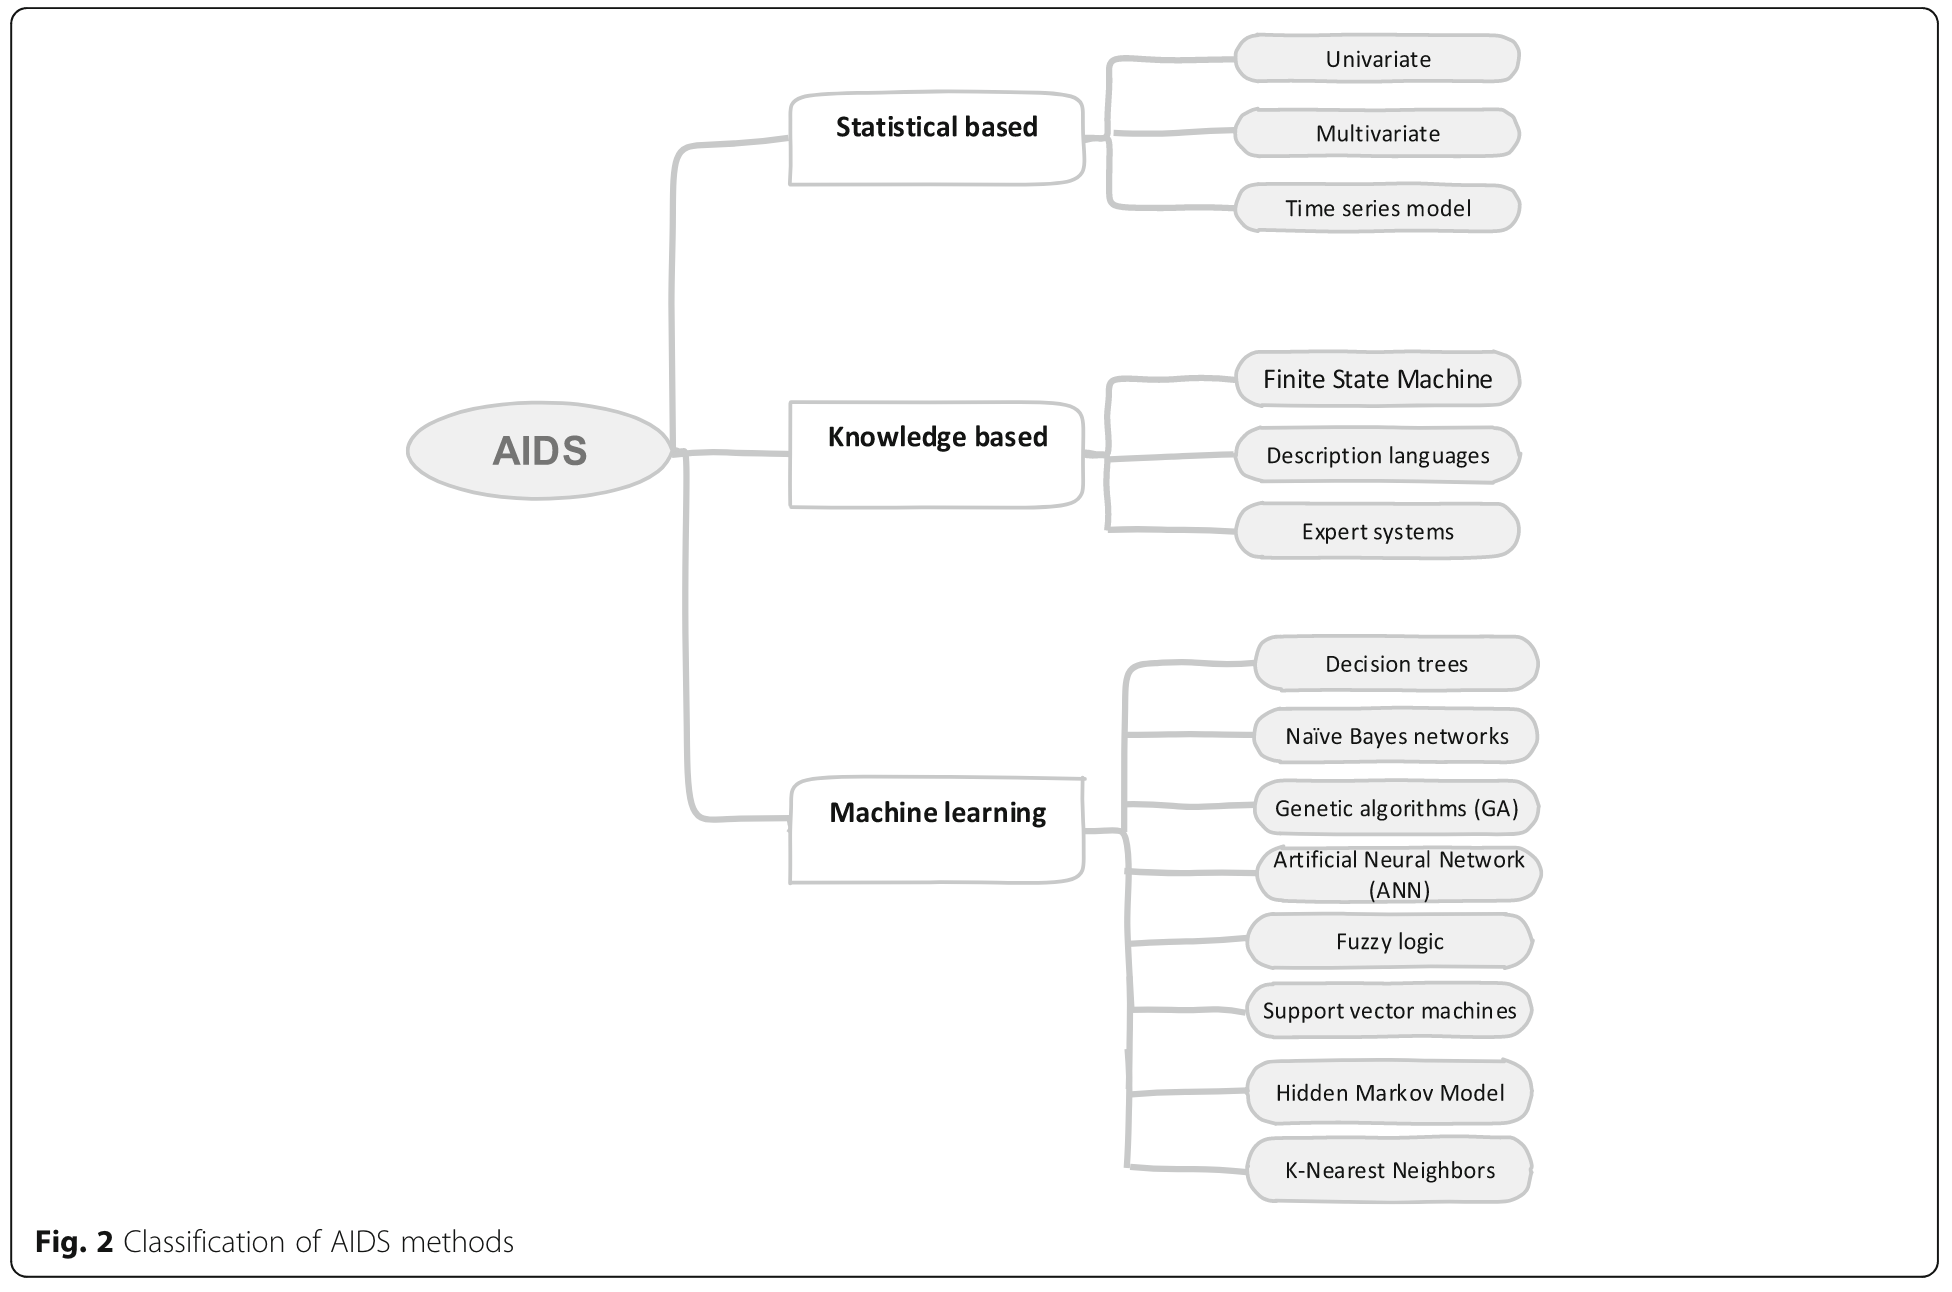 AIDS
Statistical based
Univariate
Multivariate
Time series model
Knowledge based
Finite State Machine
Description languages
Expert systems
Machine learning
Decision trees
Naïve Bayes networks
Genetic algorithms (GA)
Artificial Neural Network
(ANN)
Fuzzy logic
Support vector machines
Hidden Markov Model
K-Nearest Neighbors
Fig. 2 Classification of AIDS methods